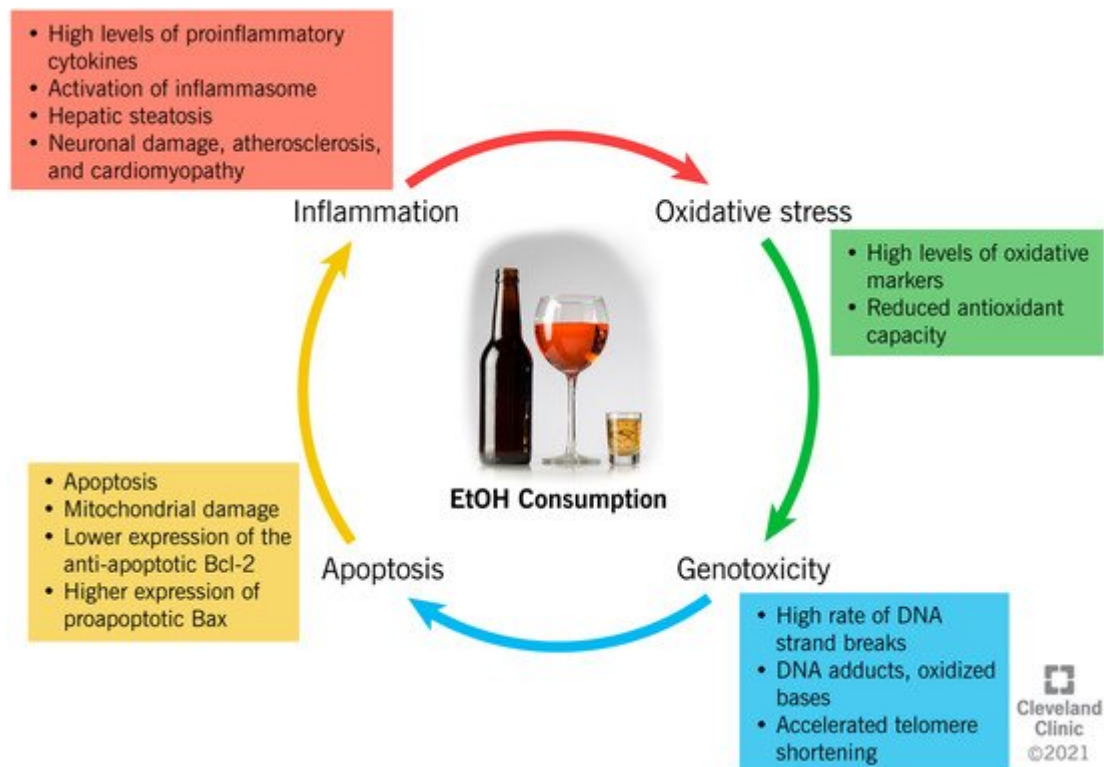 • High levels of proinflammatory
cytokines
• Activation of inflammasome
• Hepatic steatosis
• Neuronal damage, atherosclerosis,
and cardiomyopathy
Inflammation
Oxidative stress
• High levels of oxidative
markers
• Reduced antioxidant
capacity
EtOH Consumption
• Apoptosis
• Mitochondrial damage
• Lower expression of the
anti-apoptotic Bcl-2
• Higher expression of
proapoptotic Bax
Apoptosis
Genotoxicity
• High rate of DNA
strand breaks
• DNA adducts, oxidized
bases
• Accelerated telomere
shortening
Cleveland
Clinic
©2021